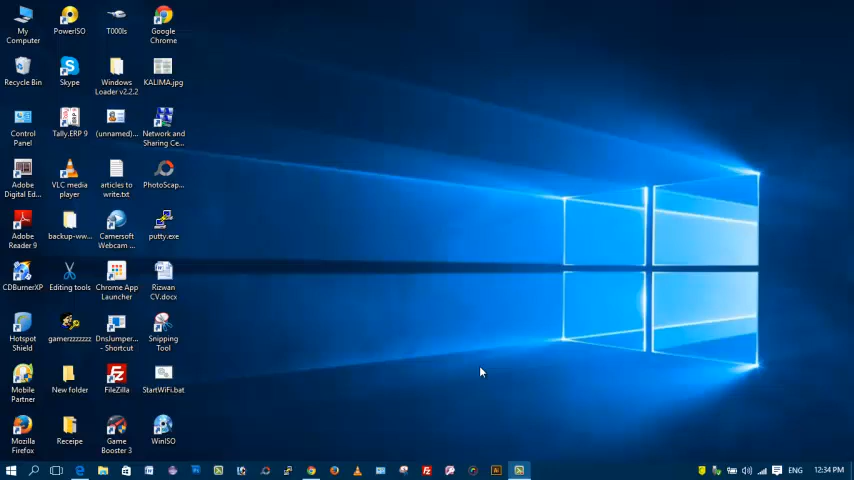 My Computer
PowerISO
T000ls
Google Chrome
Recycle Bin
Skype
Windows Loader v2.2.2
KALIMA.jpg
Control Panel
Tally.ERP 9
(unnamed)...
Network and Sharing Ce...
Adobe Digital Ed...
VLC media player
articles to write.txt
PhotoScap...
Adobe Reader 9
backup-ww...
Camersoft Webcam ...
putty.exe
CDBurnerXP
Editing tools
Chrome App Launcher
Rizwan CV.docx
Hotspot Shield
gamerzzzzzz
DnsJumper... - Shortcut
Snipping Tool
Mobile Partner
New folder
FileZilla
StartWiFi.bat
Mozilla Firefox
Receipe
Game Booster 3
WinISO
ENG
12:34 PM